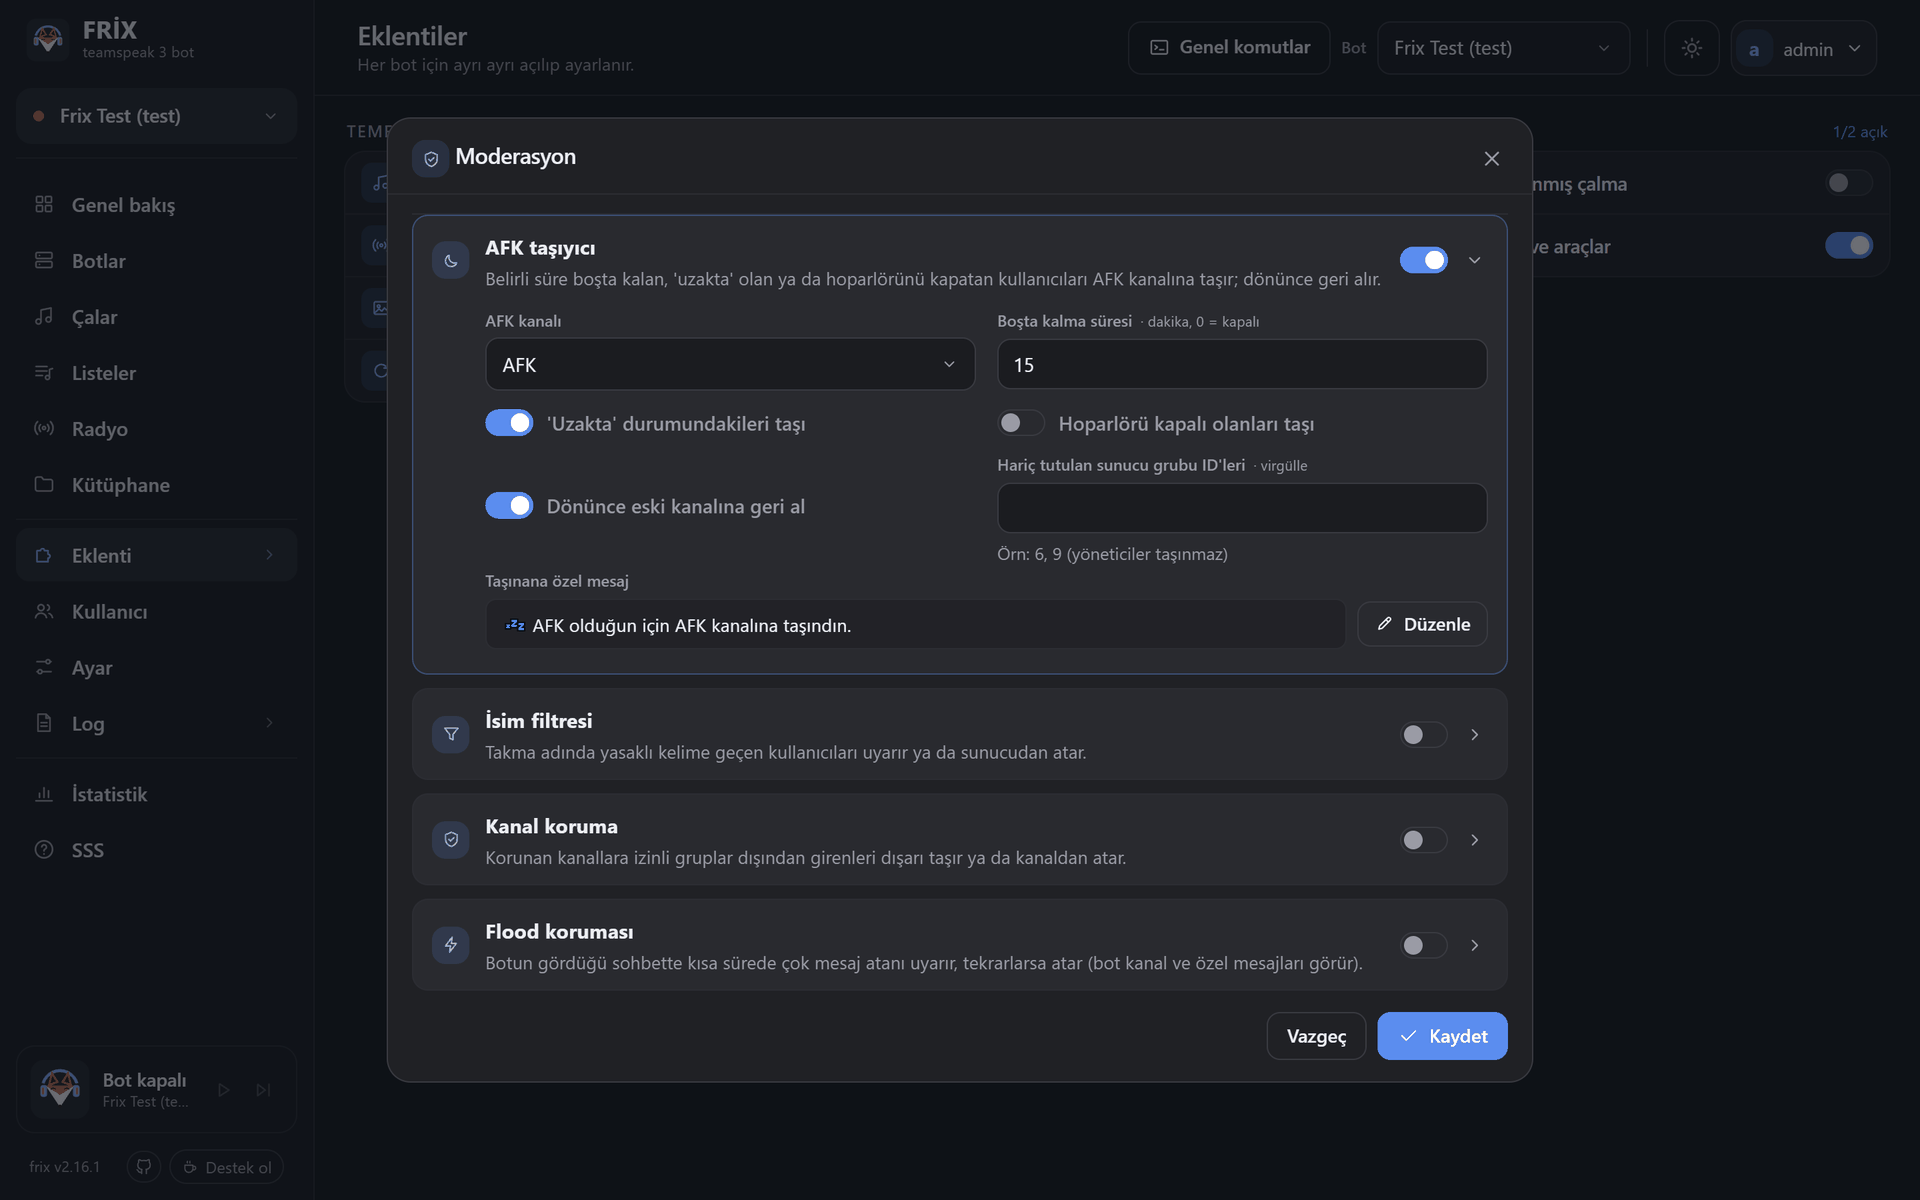 FRİX
teamspeak 3 bot
Frix Test (test)
Genel bakış
Botlar
Çalar
Listeler
Radyo
Kütüphane
Eklenti
Kullanıcı
Ayar
Log
İstatistik
SSS
Bot kapalı
Frix Test (te...
frix v2.16.1
Destek ol
Eklentiler
Her bot için ayrı ayrı açılıp ayarlanır.
Genel komutlar
Bot
Frix Test (test)
a
admin
TEME
1/2 açık
nmış çalma
ve araçlar
Moderasyon
AFK taşıyıcı
Belirli süre boşta kalan, 'uzakta' olan ya da hoparlörünü kapatan kullanıcıları AFK kanalına taşır; dönünce geri alır.
AFK kanalı
AFK
Boşta kalma süresi · dakika, 0 = kapalı
15
'Uzakta' durumundakileri taşı
Hoparlörü kapalı olanları taşı
Dönünce eski kanalına geri al
Hariç tutulan sunucu grubu ID'leri · virgülle
Örn: 6, 9 (yöneticiler taşınmaz)
Taşınana özel mesaj
💤 AFK olduğun için AFK kanalına taşındın.
Düzenle
İsim filtresi
Takma adında yasaklı kelime geçen kullanıcıları uyarır ya da sunucudan atar.
Kanal koruma
Korunan kanallara izinli gruplar dışından girenleri dışarı taşır ya da kanaldan atar.
Flood koruması
Botun gördüğü sohbette kısa sürede çok mesaj atanı uyarır, tekrarlarsa atar (bot kanal ve özel mesajları görür).
Vazgeç
Kaydet